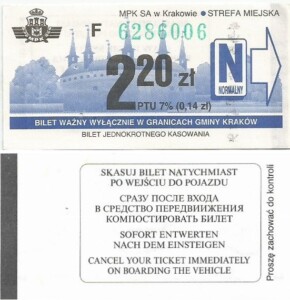 MPK SA w Krakowie • STREFA MIEJSKA
F 6286006
2 20 zł
N
NORMALNY
PTU 7% (0,14 zł)
BILET WAŻNY WYŁĄCZNIE W GRANICACH GMINY KRAKÓW
BILET JEDNOKROTNEGO KASOWANIA
SKASUJ BILET NATYCHMIAST
PO WEJŚCIU DO POJAZDU
СРАЗУ ПОСЛЕ ВХОДА
В СРЕДСТВО ПЕРЕДВИЖЕНИЯ
КОМПОСТИРОВАТЬ БИЛЕТ
SOFORT ENTWERTEN
NACH DEM EINSTEIGEN
CANCEL YOUR TICKET IMMEDIATELY
ON BOARDING THE VEHICLE
Proszę zachować do kontroli